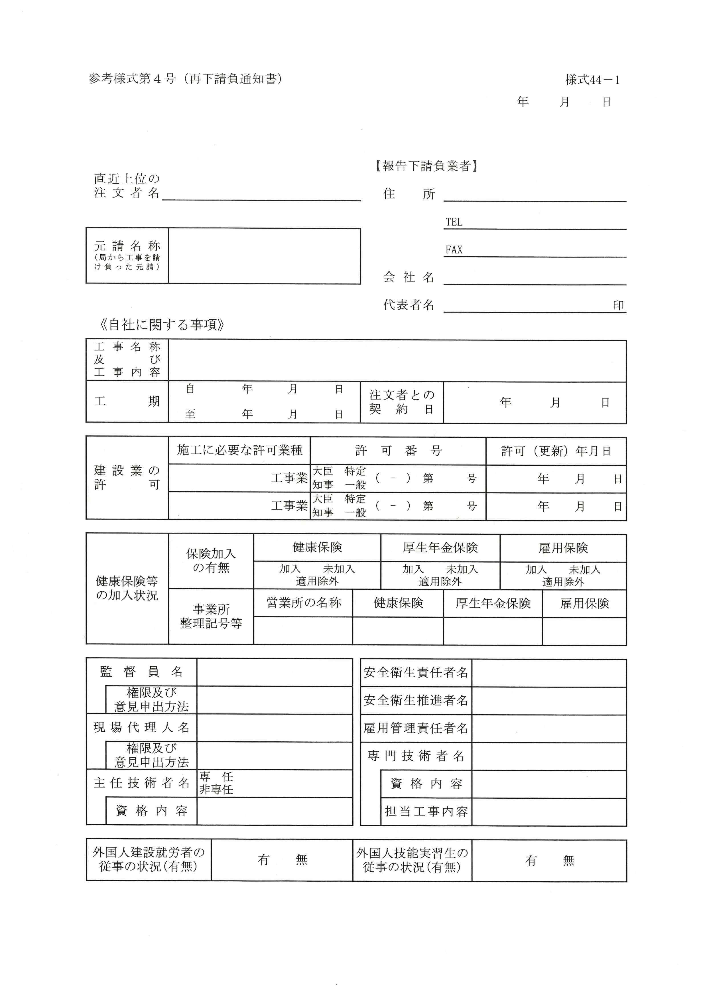 参考様式第４号（再下請負通知書）
様式44－1
年　月　日
【報告下請負業者】
直近上位の
注文者名
住所
TEL
元請名称
（局から工事を請
け負った元請）
FAX
会社名
代表者名　印
《自社に関する事項》
工事名称
及び
工事内容
工期
自　年　月　日
至　年　月　日
注文者との
契約日
年　月　日
建設業の
許可
施工に必要な許可業種
許可番号
許可（更新）年月日
工事業
大臣　特定
知事　一般
（　-　）第　号
年　月　日
工事業
大臣　特定
知事　一般
（　-　）第　号
年　月　日
健康保険等
の加入状況
保険加入
の有無
健康保険
厚生年金保険
雇用保険
加入　未加入
適用除外
加入　未加入
適用除外
加入　未加入
適用除外
事業所
整理記号等
営業所の名称
健康保険
厚生年金保険
雇用保険
監督員名
権限及び
意見申出方法
現場代理人名
権限及び
意見申出方法
主任技術者名
専　任
非専任
資格内容
安全衛生責任者名
安全衛生推進者名
雇用管理責任者名
専門技術者名
資格内容
担当工事内容
外国人建設就労者の
従事の状況(有無)
有　無
外国人技能実習生の
従事の状況(有無)
有　無